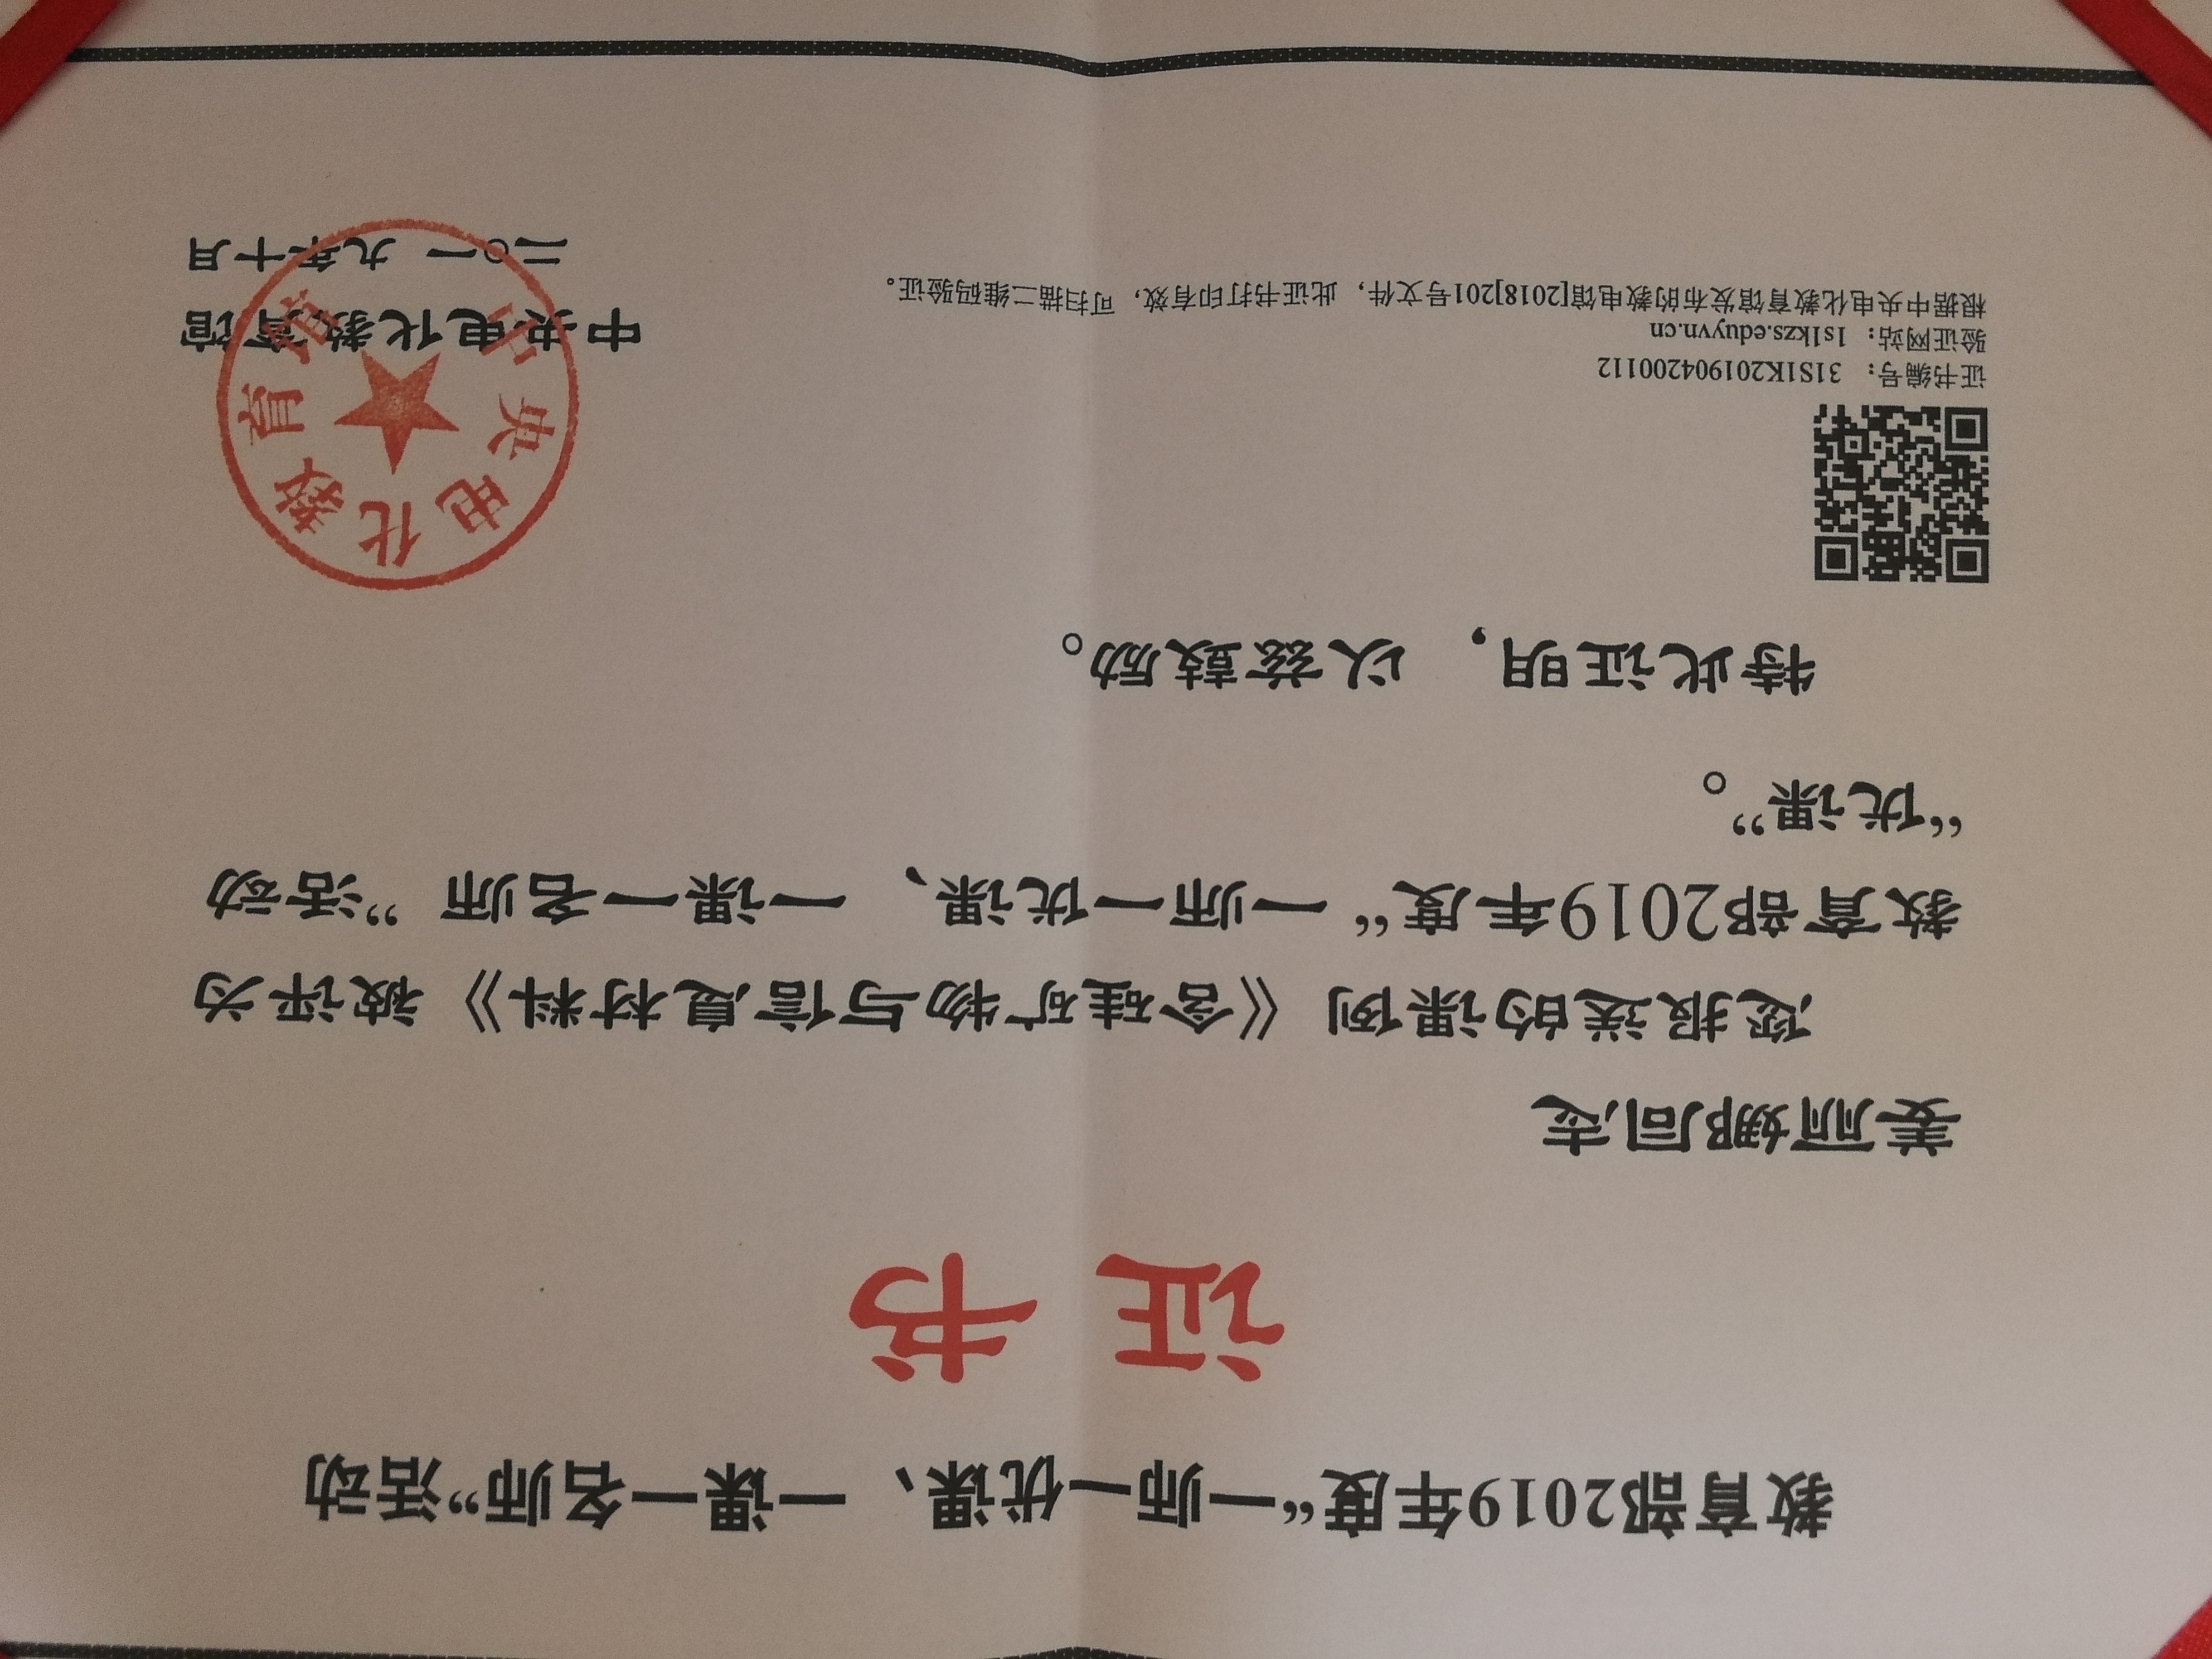 教育部2019年度“一师一优课、一课一名师”活动
证书
姜丽娜同志
您报送的课例《含硅矿物与信息材料》被评为
教育部2019年度“一师一优课、一课一名师”活动
“优课”。
特此证明，以兹鼓励。
证书编号：31S1K20190420​0112
验证网站：1s1kzs.eduyvn.cn
根据中央电化教育馆发布的教电馆[2018]201号文件，此证书打印有效，可扫描二维码验证。
中央电化教育馆
二〇一九年十月
中央电化教育馆